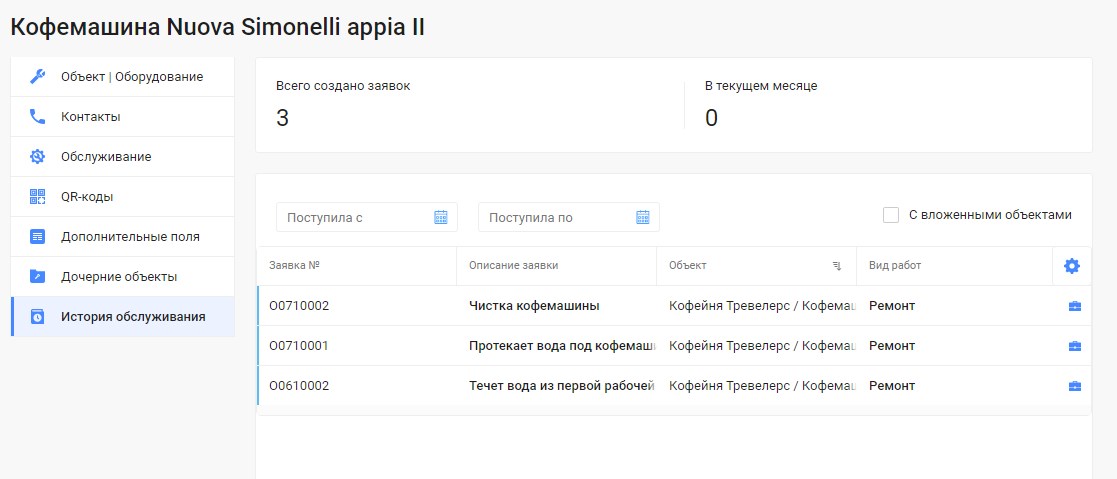 Кофемашина Nuova Simonelli appia II
Объект | Оборудование
Контакты
Обслуживание
QR-коды
Дополнительные поля
Дочерние объекты
История обслуживания
Всего создано заявок
3
В текущем месяце
0
Поступила с
Поступила по
С вложенными объектами
Заявка № Описание заявки Объект Вид работ
O0710002 Чистка кофемашины Кофейня Тревелерс / Кофема Ремонт
O0710001 Протекает вода под кофемаш Кофейня Тревелерс / Кофема Ремонт
O0610002 Течет вода из первой рабочей Кофейня Тревелерс / Кофема Ремонт